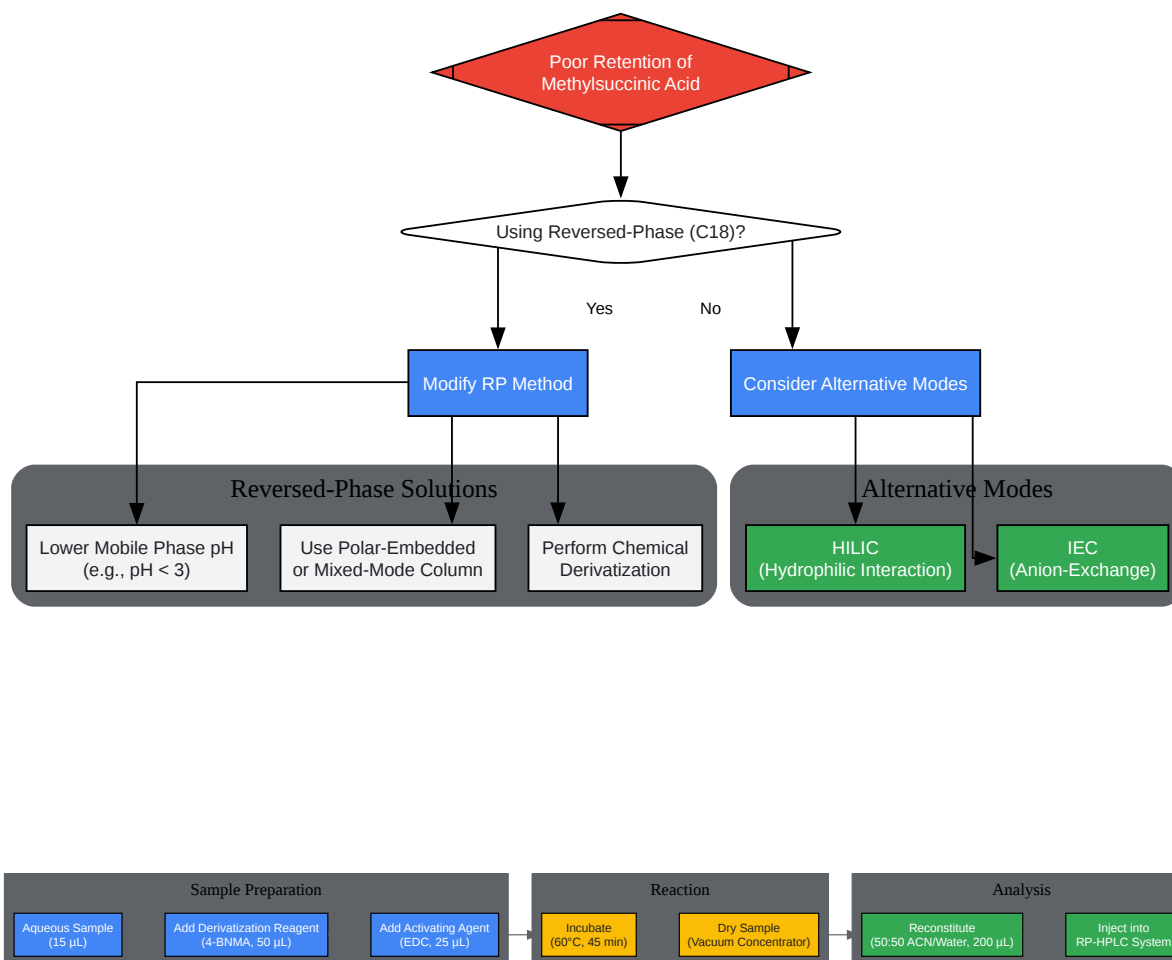 Poor Retention of
Methylsuccinic Acid
Using Reversed-Phase (C18)?
Yes
No
Modify RP Method
Consider Alternative Modes
Reversed-Phase Solutions
Alternative Modes
Lower Mobile Phase pH
(e.g., pH < 3)
Use Polar-Embedded
or Mixed-Mode Column
Perform Chemical
Derivatization
HILIC
(Hydrophilic Interaction)
IEC
(Anion-Exchange)
Sample Preparation
Reaction
Analysis
Aqueous Sample
(15 µL)
Add Derivatization Reagent
(4-BNMA, 50 µL)
Add Activating Agent
(EDC, 25 µL)
Incubate
(60°C, 45 min)
Dry Sample
(Vacuum Concentrator)
Reconstitute
(50:50 ACN/Water, 200 µL)
Inject into
RP-HPLC System